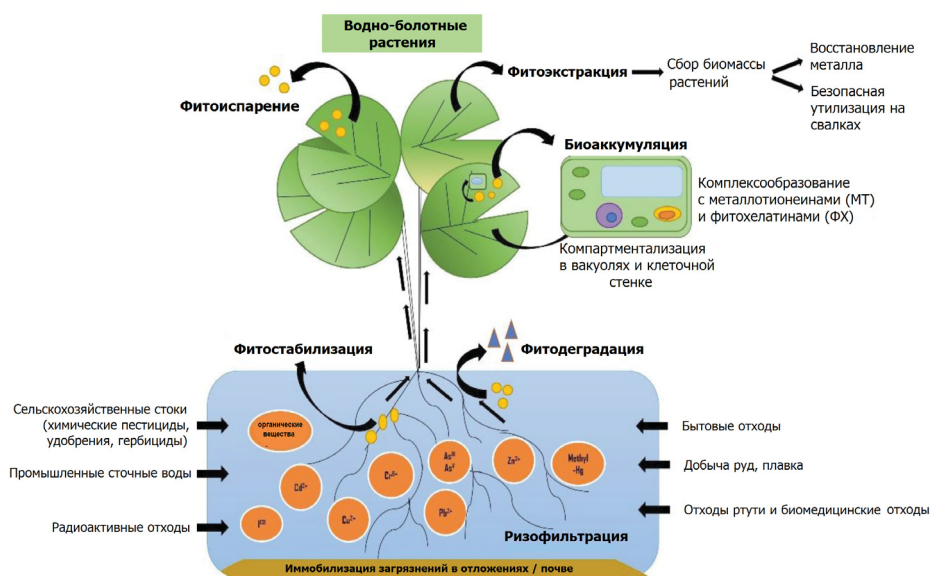 Водно-болотные
растения
Фитоиспарение
Фитоэкстракция
Сбор биомассы
растений
Восстановление
металла
Безопасная
утилизация на
свалках
Биоаккумуляция
Комплексообразование
с металлотионеинами (МТ)
и фитохелатинами (ФХ)
Компартментализация
в вакуолях и клеточной
стенке
Фитостабилизация
Фитодеградация
Сельскохозяйственные стоки
(химические пестициды,
удобрения, гербициды)
Промышленные сточные воды
Радиоактивные отходы
органические
вещества
Cd²⁺
Cu²⁺
As
As
Pb²⁺
Zn²⁺
Methyl
-Hg
Бытовые отходы
Добыча руд, плавка
Отходы ртути и биомедицинские отходы
Ризофильтрация
Иммобилизация загрязнений в отложениях / почве